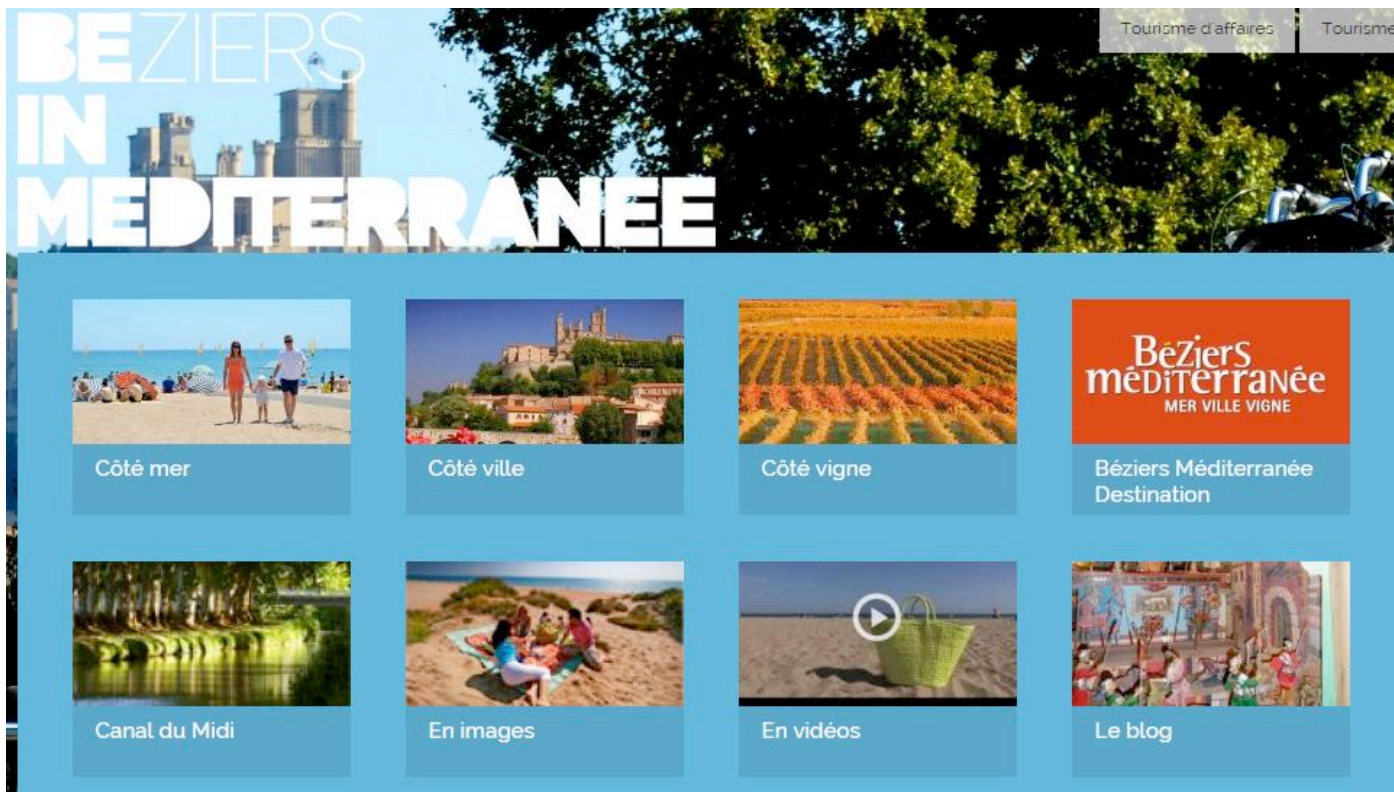 BEZIERS
IN
MEDITERRANEE
Tourisme d'affaires
Tourisme
Côté mer
Côté ville
Côté vigne
BéZierS
méDiTerraNée
MER VILLE VIGNE
Béziers Méditerranée
Destination
Canal du Midi
En images
En vidéos
Le blog